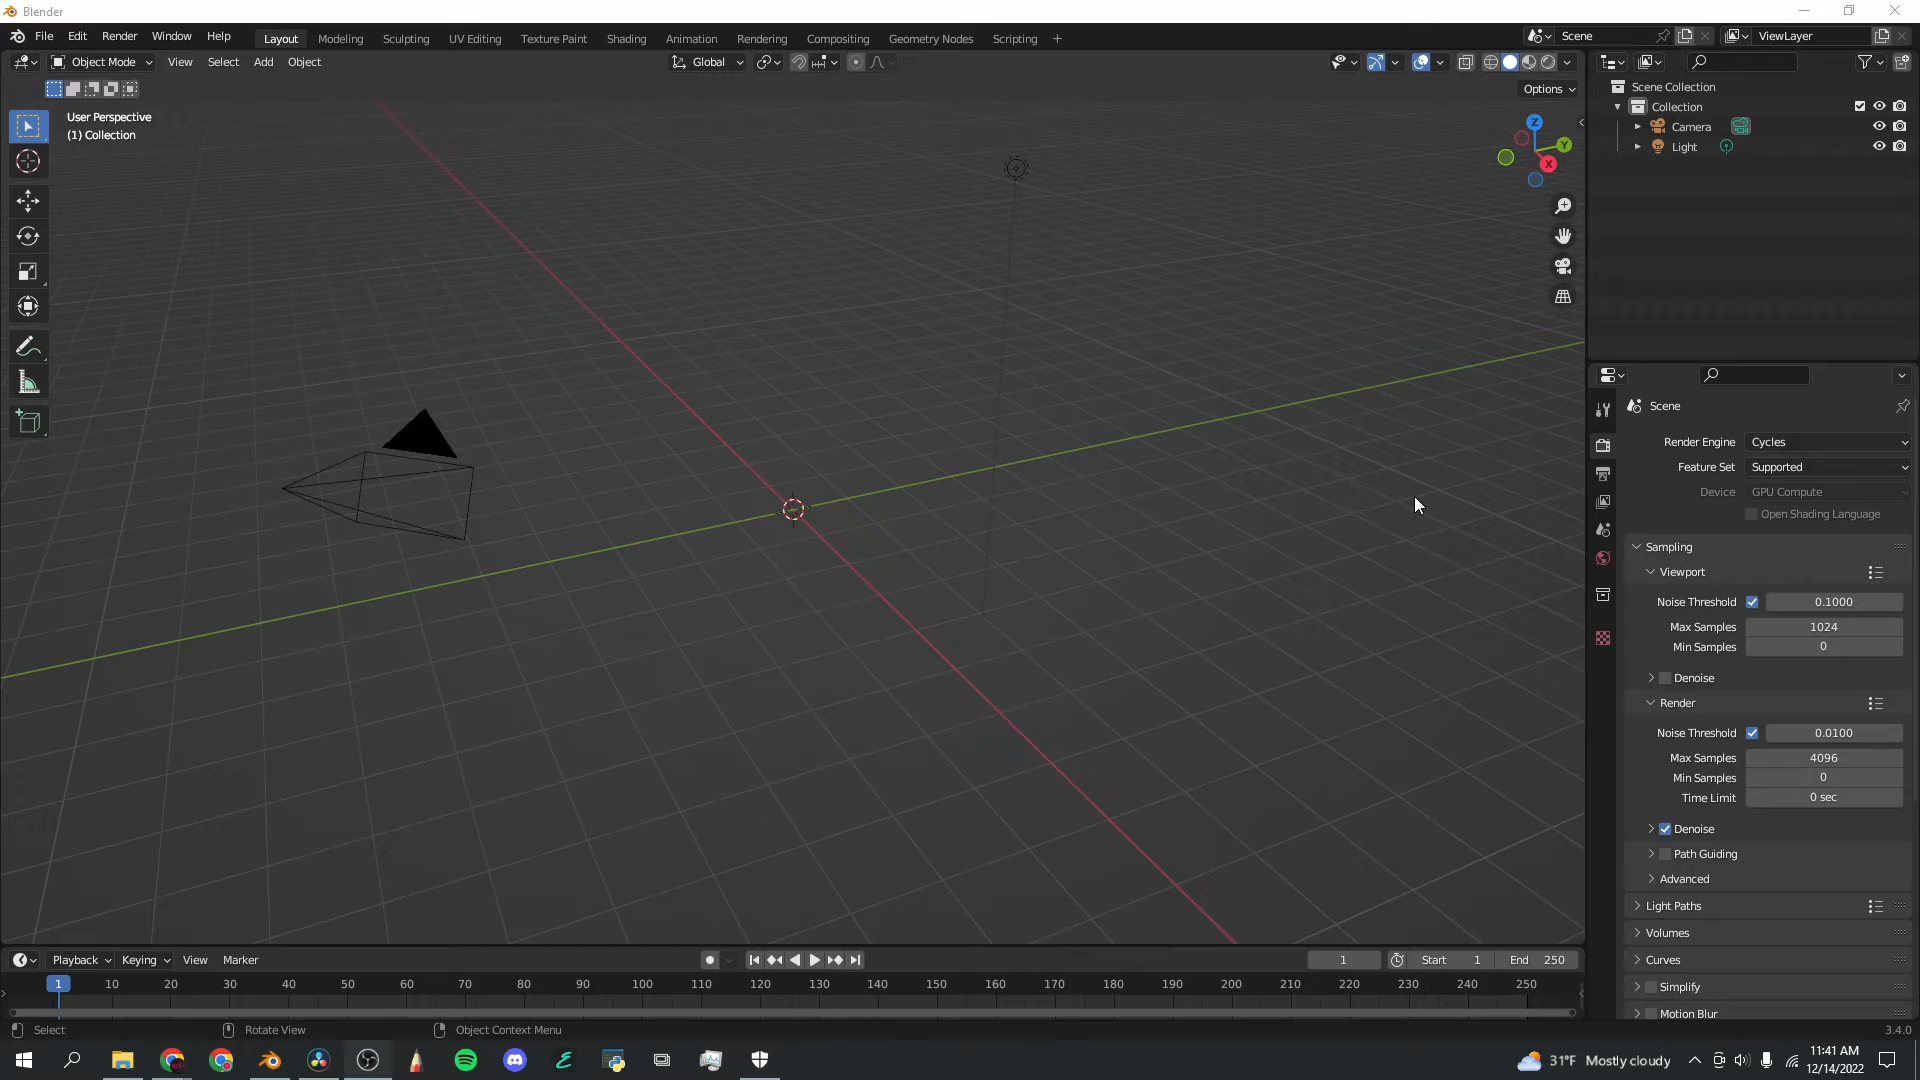 Blender
File Edit Render Window Help Layout Modeling Sculpting UV Editing Texture Paint Shading Animation Rendering Compositing Geometry Nodes Scripting + Scene ViewLayer
Object Mode View Select Add Object Global
Options
User Perspective
(1) Collection
Z
Y
X
Scene Collection
Collection
Camera
Light
Scene
Render Engine Cycles
Feature Set Supported
Device GPU Compute
Open Shading Language
Sampling
Viewport
Noise Threshold 0.1000
Max Samples 1024
Min Samples 0
Denoise
Render
Noise Threshold 0.0100
Max Samples 4096
Min Samples 0
Time Limit 0 sec
Denoise
Path Guiding
Advanced
Light Paths
Volumes
Curves
Simplify
Motion Blur
Playback Keying View Marker 1 Start 1 End 250
1 10 20 30 40 50 60 70 80 90 100 110 120 130 140 150 160 170 180 190 200 210 220 230 240 250
Select Rotate View Object Context Menu 3.4.0
31°F Mostly cloudy 11:41 AM
12/14/2022